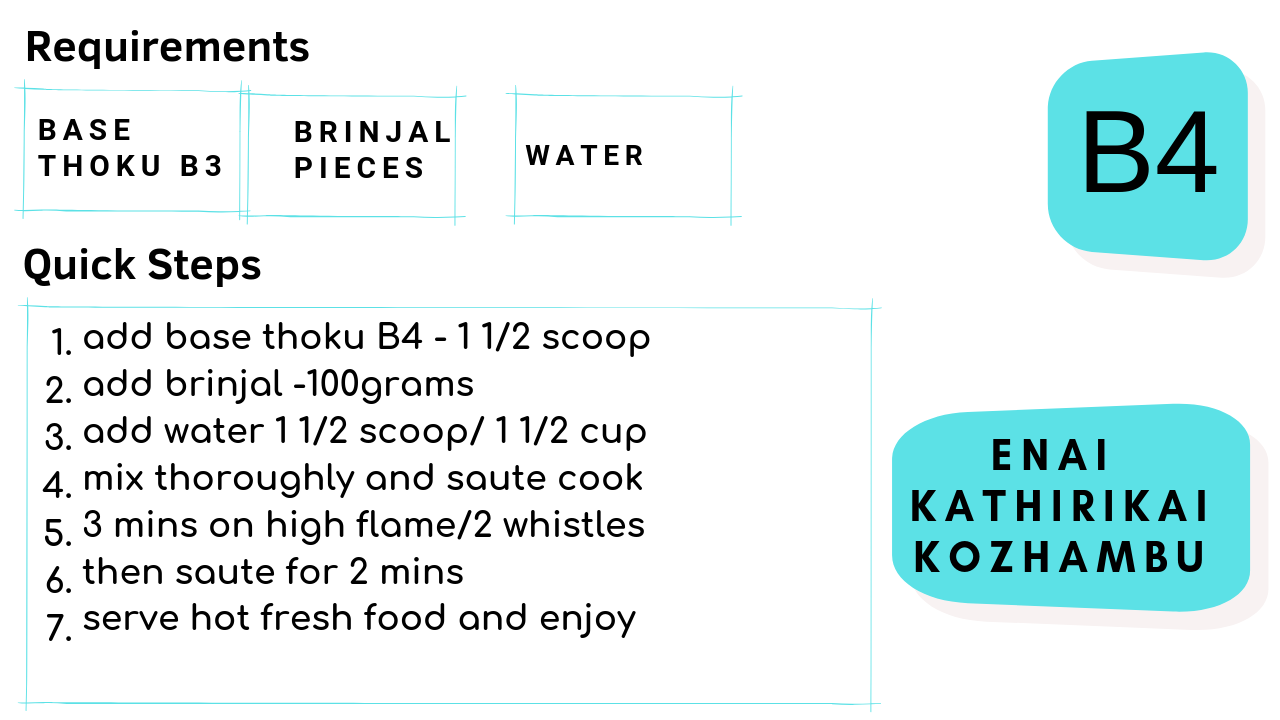 Requirements
BASE
THOKU B3
BRINJAL
PIECES
WATER
B4
Quick Steps
1. add base thoku B4 - 1 1/2 scoop
2. add brinjal -100grams
3. add water 1 1/2 scoop/ 1 1/2 cup
4. mix thoroughly and saute cook
5. 3 mins on high flame/2 whistles
6. then saute for 2 mins
7. serve hot fresh food and enjoy
ENAI
KATHIRIKAI
KOZHAMBU